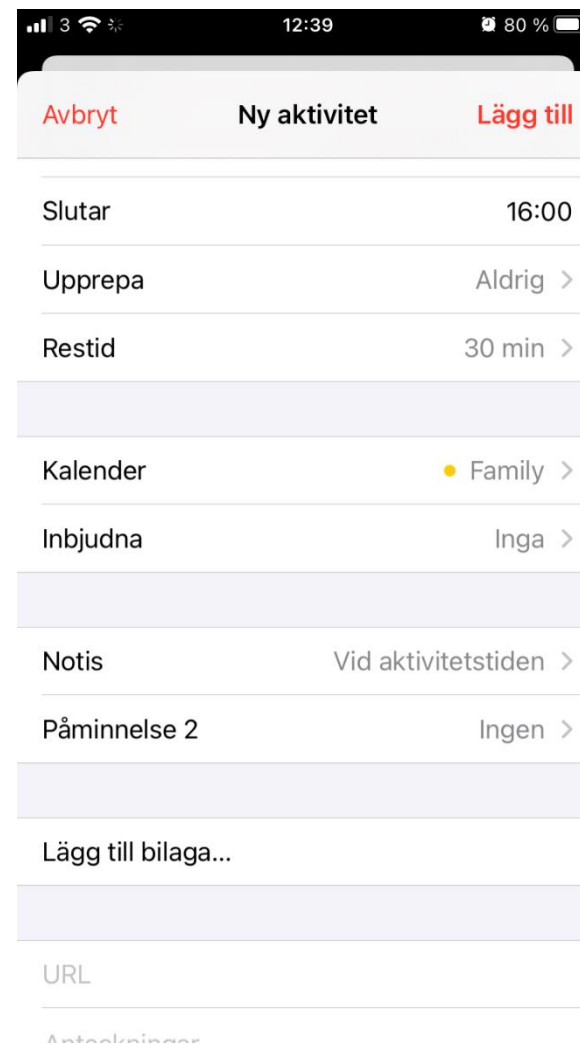 3 12:39 80 %
Avbryt Ny aktivitet Lägg till
Slutar 16:00
Upprepa Aldrig
Restid 30 min
Kalender Family
Inbjudna Inga
Notis Vid aktivitetstiden
Påminnelse 2 Ingen
Lägg till bilaga...
URL
Anteckningar